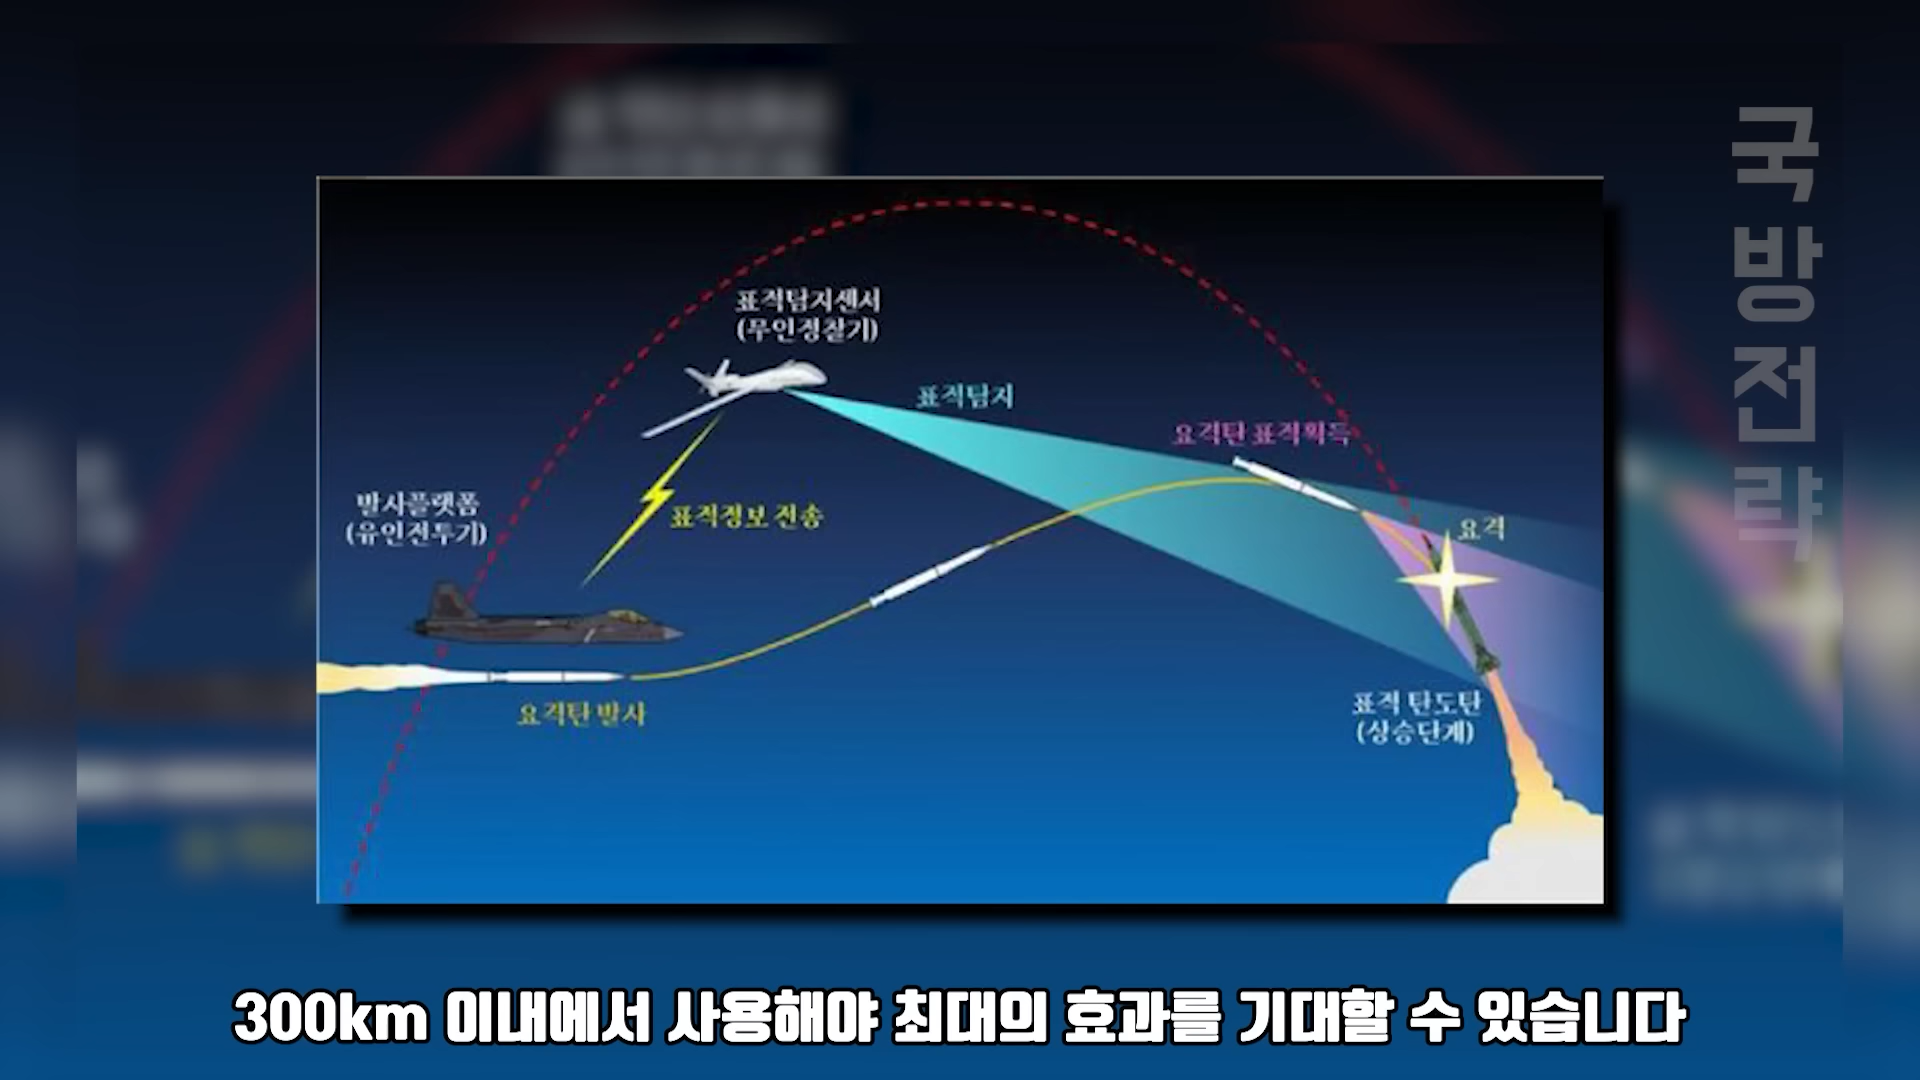 국방전략
표적탐지센서
(무인정찰기)
표적탐지
요격탄 표적획득
발사플랫폼
(유인전투기)
표적정보 전송
요격
요격탄 발사
표적 탄도탄
(상승단계)
300km 이내에서 사용해야 최대의 효과를 기대할 수 있습니다